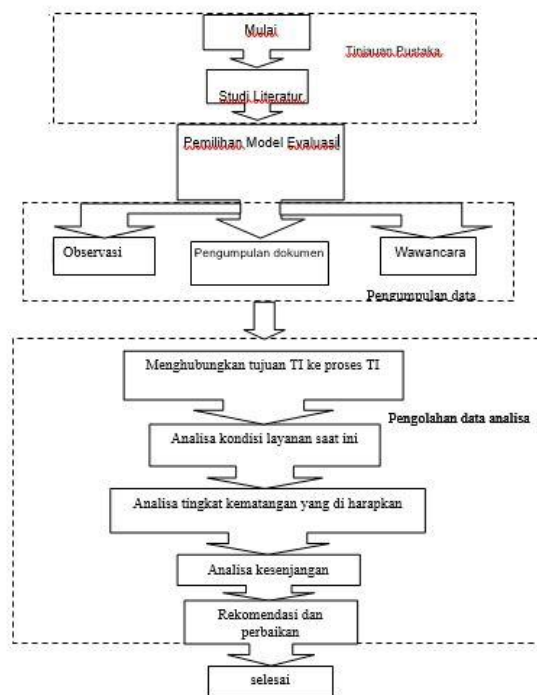 Mulai
Tinjauan Pustaka
Studi Literatur
Pemilihan Model Evaluasi
Observasi
Pengumpulan dokumen
Wawancara
Pengumpulan data
Menghubungkan tujuan TI ke proses TI
Pengolahan data analisa
Analisa kondisi layanan saat ini
Analisa tingkat kematangan yang di harapkan
Analisa kesenjangan
Rekomendasi dan
perbaikan
selesai